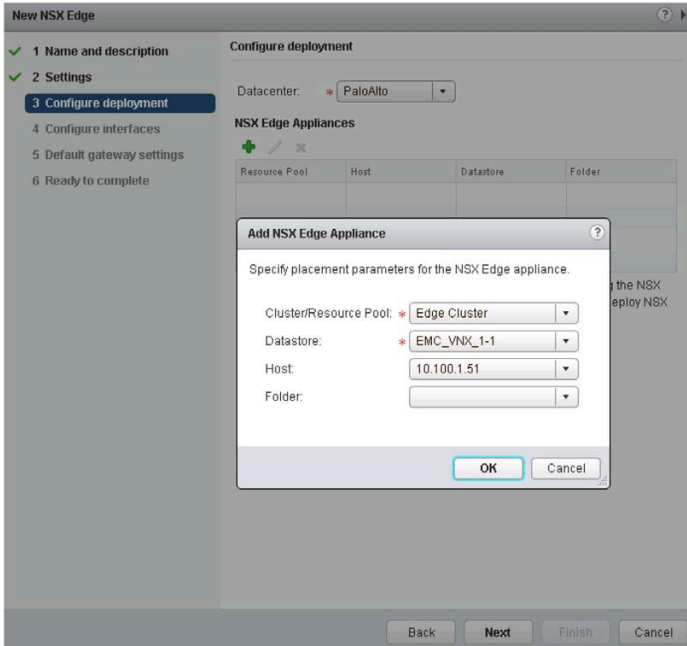 New NSX Edge
?
1 Name and description
2 Settings
3 Configure deployment
4 Configure interfaces
5 Default gateway settings
6 Ready to complete
Configure deployment
Datacenter: * PaloAlto
NSX Edge Appliances
Resource Pool Host Datastore Folder
Add NSX Edge Appliance ?
Specify placement parameters for the NSX Edge appliance.
Cluster/Resource Pool: * Edge Cluster
Datastore: * EMC_VNX_1-1
Host: 10.100.1.51
Folder:
OK Cancel
the NSX
eploy NSX
Back Next Finish Cancel